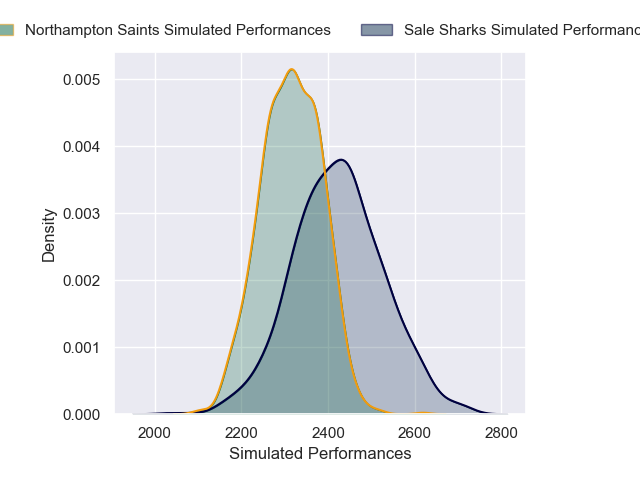 Northampton Saints Simulated Performances
Sale Sharks Simulated
0.005
0.004
0.003
0.002
0.001
0.000
Density
2000 2200 2400 2600 2800
Simulated Performances